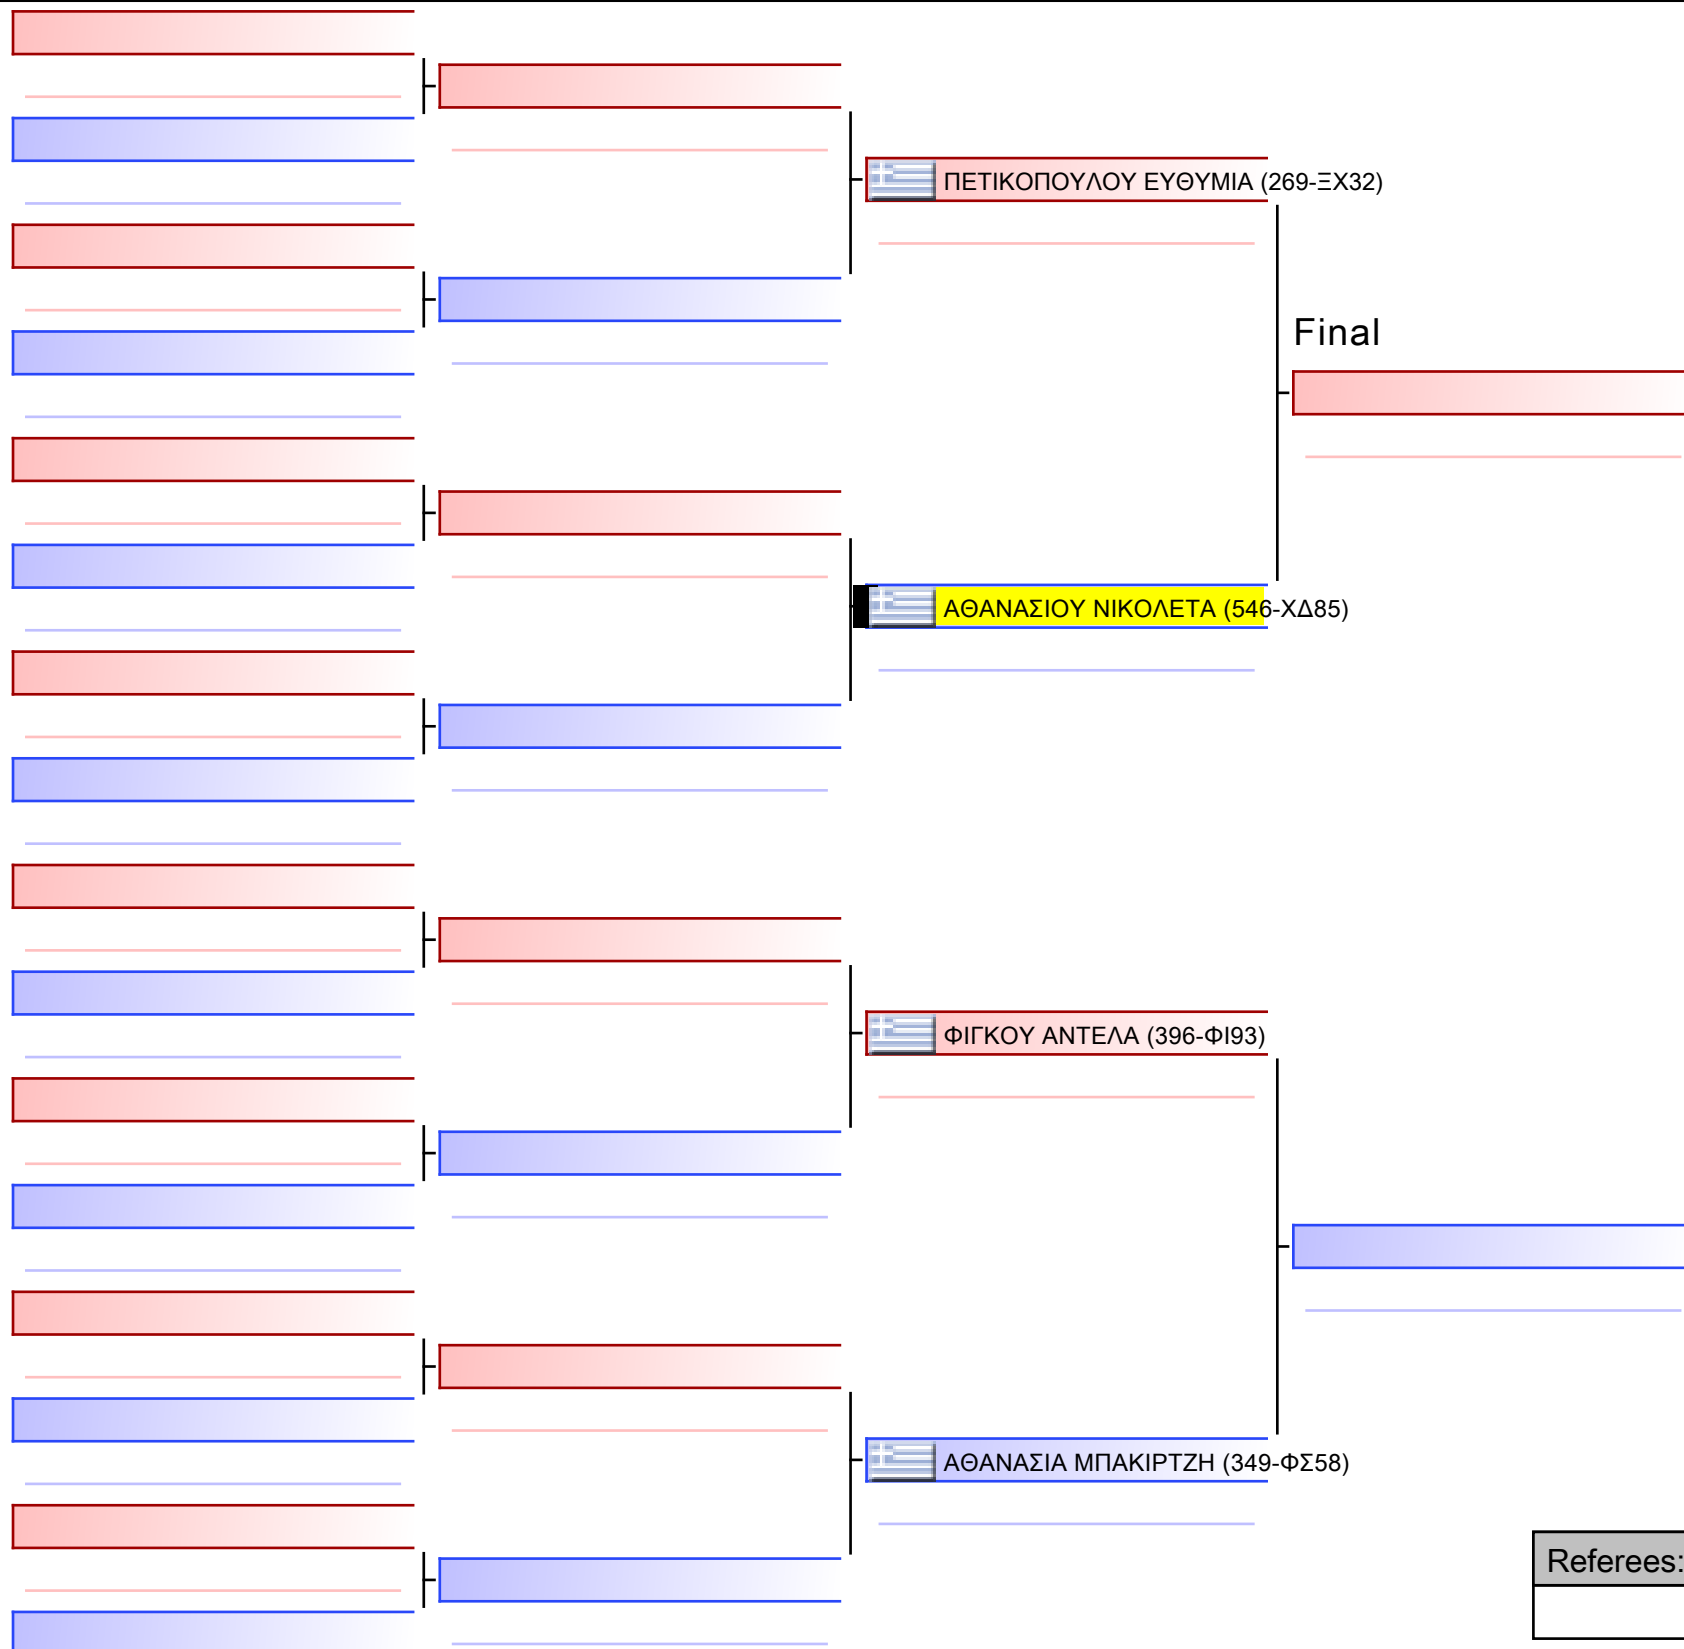 ΠΕΤΙΚΟΠΟΥΛΟΥ ΕΥΘΥΜΙΑ (269-ΞΧ32)
Final
ΑΘΑΝΑΣΙΟΥ ΝΙΚΟΛΕΤΑ (546-ΧΔ85)
ΦΙΓΚΟΥ ΑΝΤΕΛΑ (396-ΦΙ93)
ΑΘΑΝΑΣΙΑ ΜΠΑΚΙΡΤΖΗ (349-ΦΣ58)
Referees: